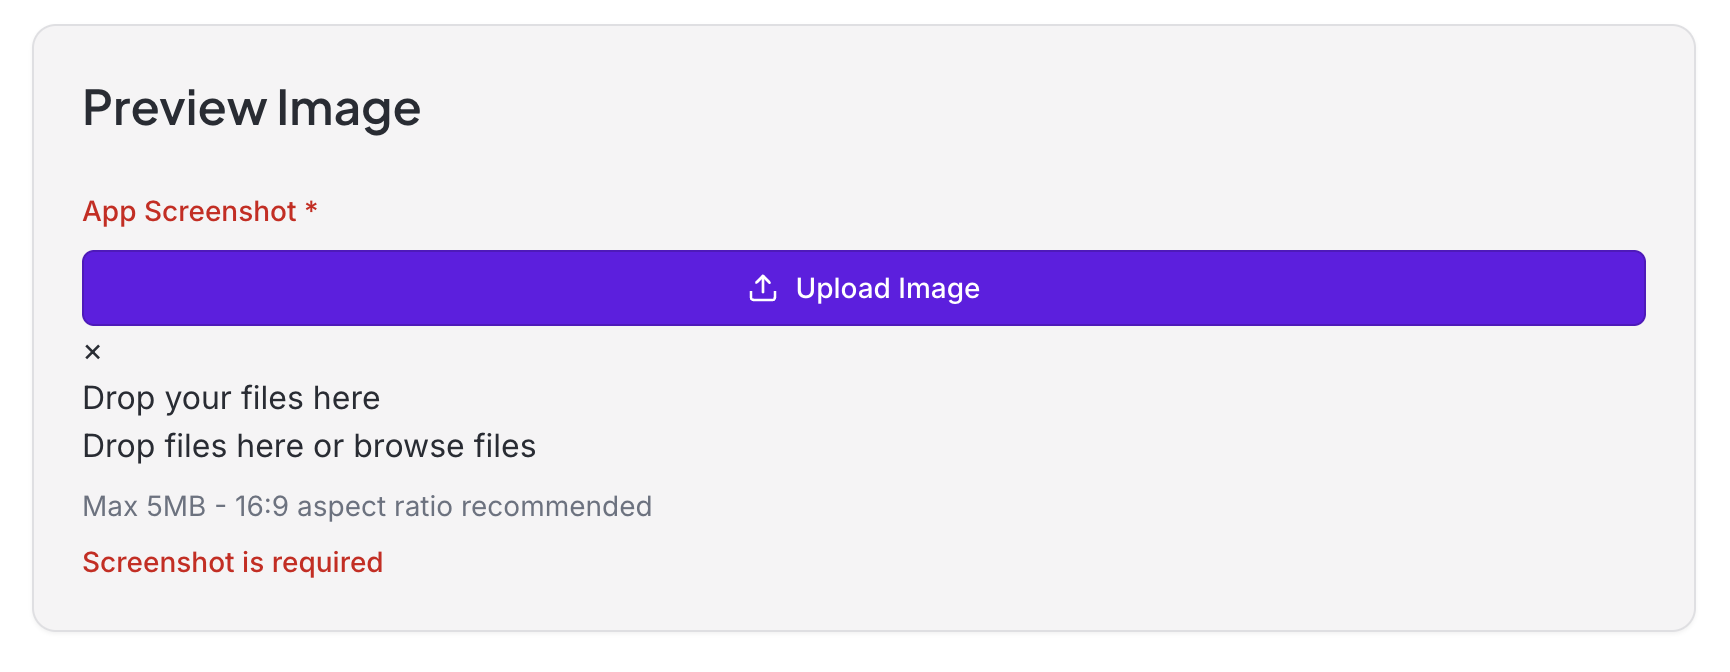 Preview Image
App Screenshot *
Upload Image
×
Drop your files here
Drop files here or browse files
Max 5MB - 16:9 aspect ratio recommended
Screenshot is required